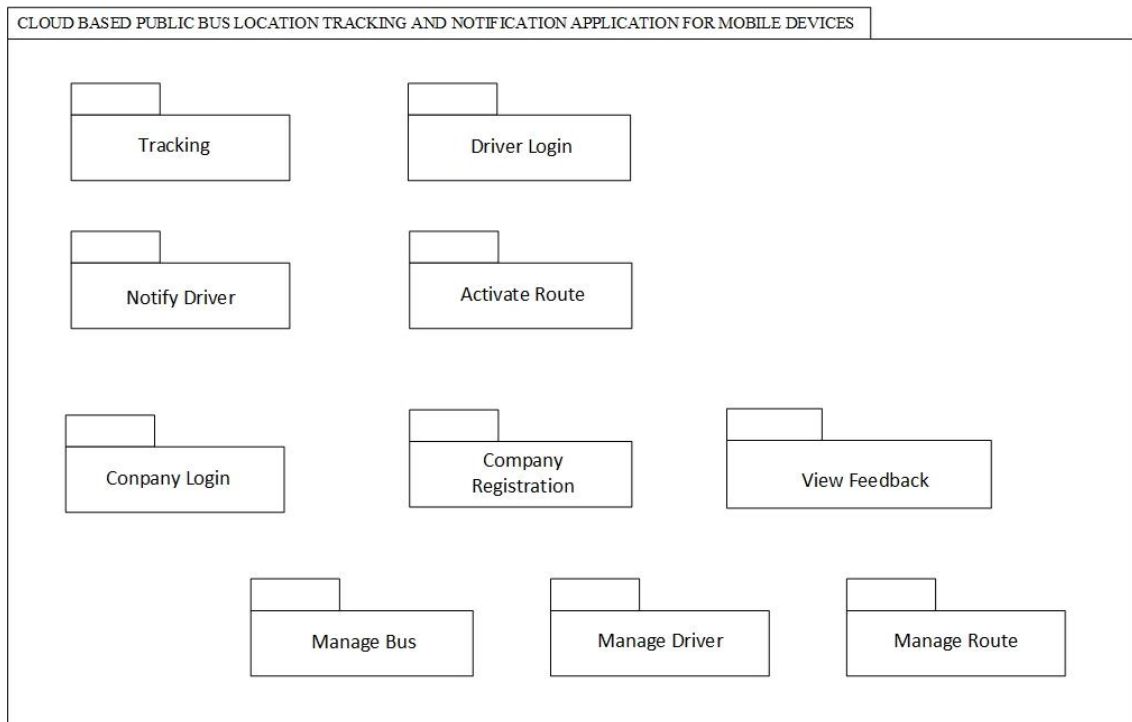 CLOUD BASED PUBLIC BUS LOCATION TRACKING AND NOTIFICATION APPLICATION FOR MOBILE DEVICES
Tracking
Driver Login
Notify Driver
Activate Route
Conpany Login
Company
Registration
View Feedback
Manage Bus
Manage Driver
Manage Route